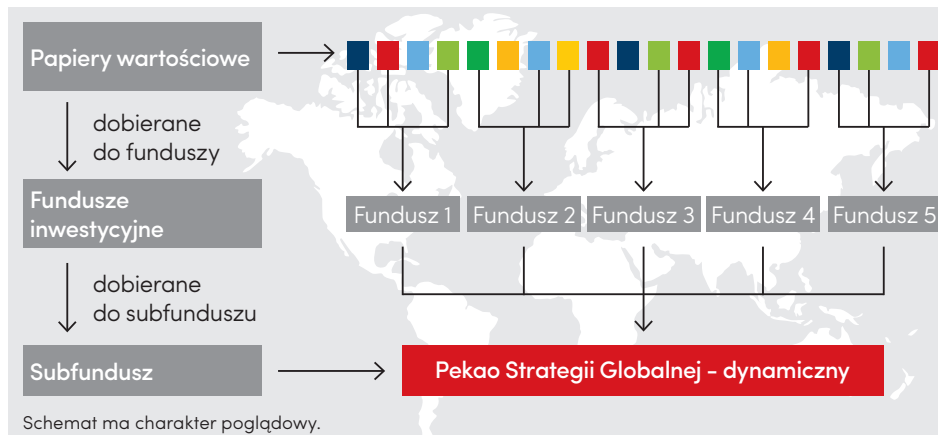 Papiery wartościowe
dobierane
do funduszy
Fundusze
inwestycyjne
Fundusz 1
Fundusz 2
Fundusz 3
Fundusz 4
Fundusz 5
dobierane
do subfunduszu
Subfundusz
Pekao Strategii Globalnej - dynamiczny
Schemat ma charakter poglądowy.